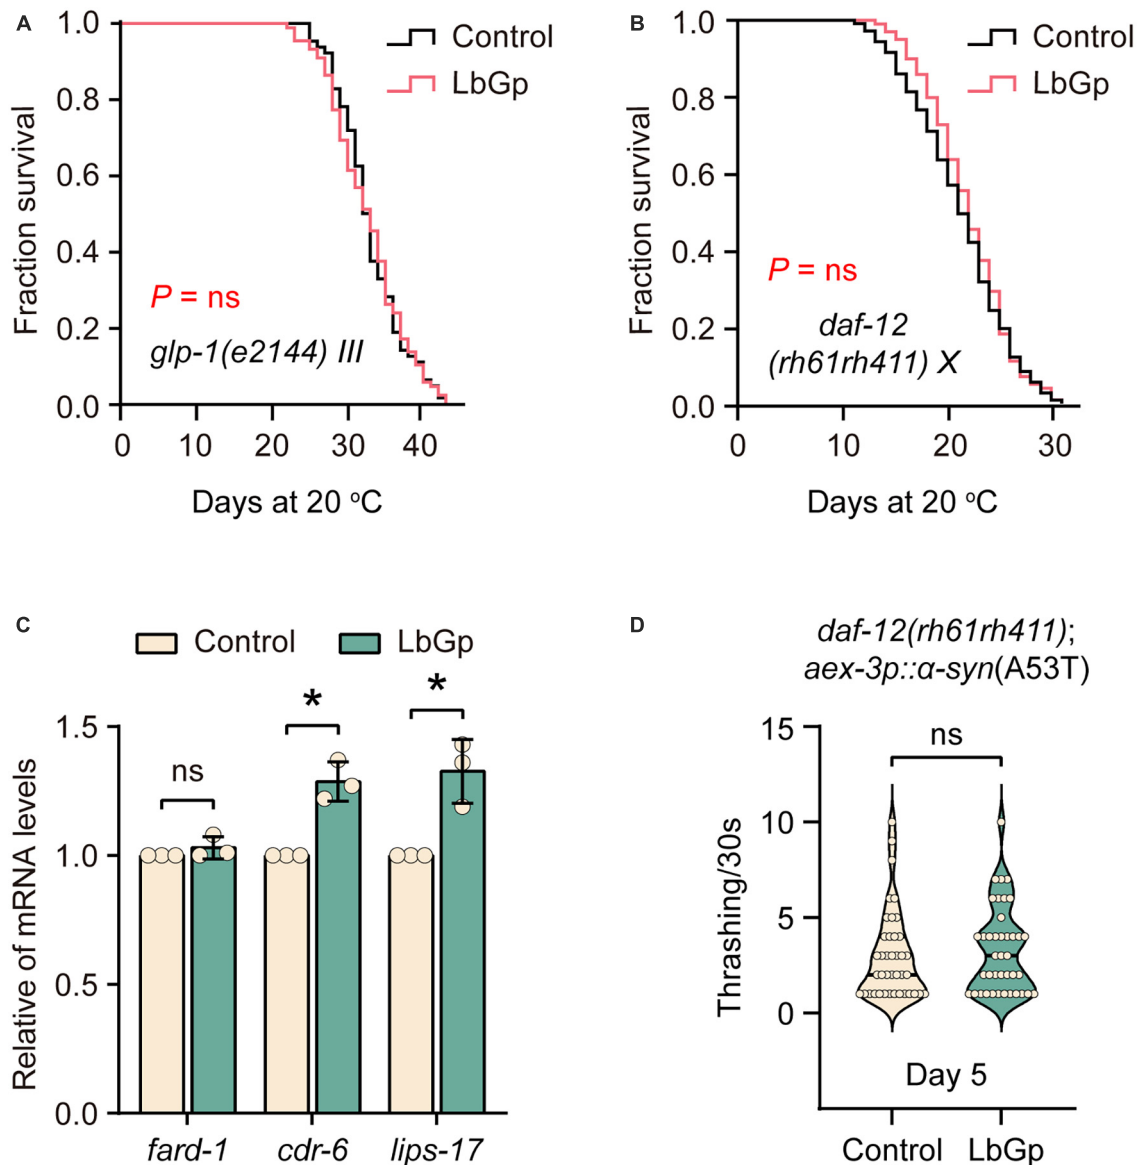 A
Control
LbGp
Fraction survival
1.0
0.8
0.6
0.4
0.2
0.0
P = ns
glp-1(e2144) III
0 10 20 30 40
Days at 20 °C
B
Control
LbGp
Fraction survival
1.0
0.8
0.6
0.4
0.2
0.0
P = ns
daf-12
(rh61rh411) X
0 10 20 30
Days at 20 °C
C
Control LbGp
Relative of mRNA levels
1.5
1.0
0.5
0.0
ns
*
*
fard-1 cdr-6 lips-17
D
daf-12(rh61rh411);
aex-3p::α-syn(A53T)
Thrashing/30s
15
10
5
0
ns
Day 5
Control LbGp